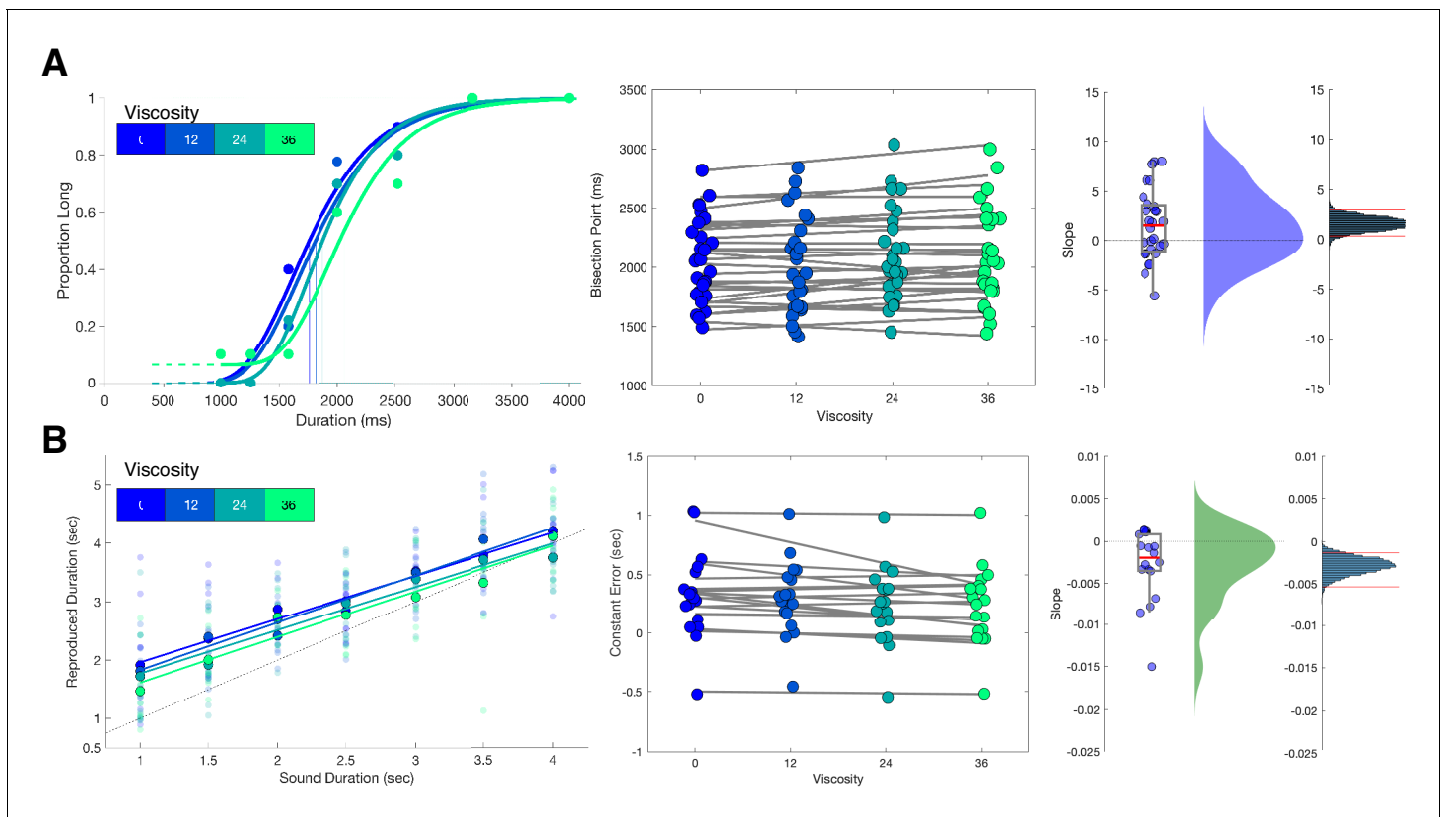 A
Viscosity
0 12 24 36
Proportion Long
1
0.8
0.6
0.4
0.2
0
0 500 1000 1500 2000 2500 3000 3500 4000
Duration (ms)
Bisection Point (ms)
3500
3000
2500
2000
1500
1000
0 12 24 36
Viscosity
Slope
15
10
5
0
-5
-10
-15
15
10
5
0
-5
-10
-15
B
Viscosity
0 12 24 36
Reproduced Duration (sec)
5
4
3
2
1
0.5
1 1.5 2 2.5 3 3.5 4
Sound Duration (sec)
Constant Error (sec)
1.5
1
0.5
0
-0.5
-1
0 12 24 36
Viscosity
Slope
0.01
0.005
0
-0.005
-0.01
-0.015
-0.02
-0.025
0.01
0.005
0
-0.005
-0.01
-0.015
-0.02
-0.025